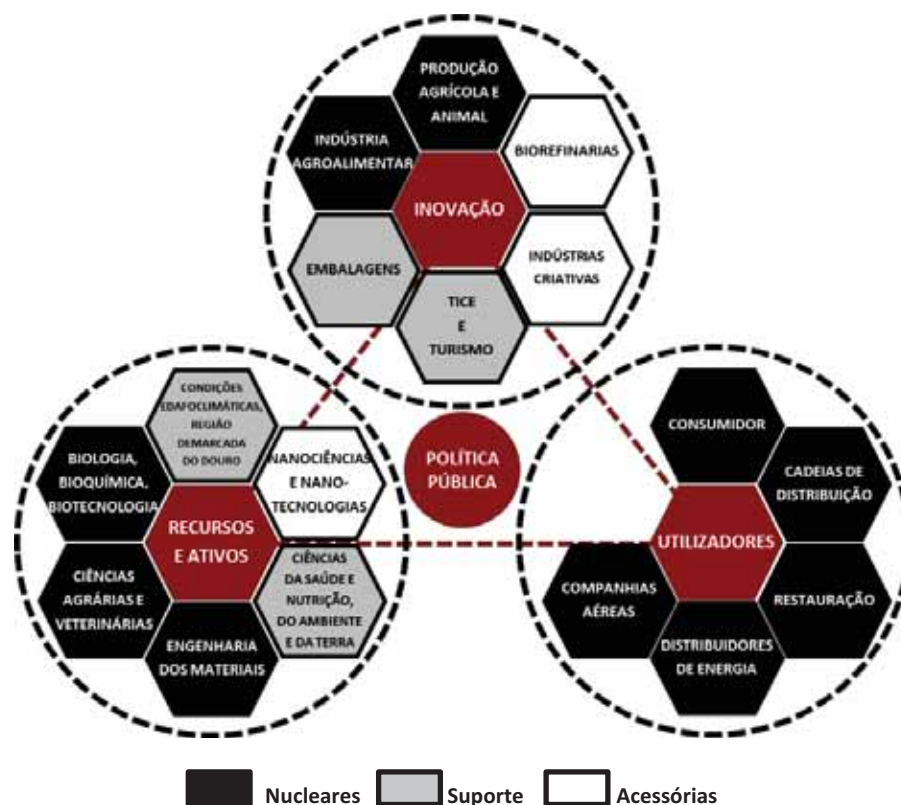 PRODUÇÃO
AGRÍCOLA E
ANIMAL
INDÚSTRIA
AGROALIMENTAR
BIOREFINARIAS
INOVAÇÃO
EMBALAGENS
INDÚSTRIAS
CRIATIVAS
TICE
E
TURISMO
CONDIÇÕES
EDAFOCLIMÁTICAS,
REGIÃO
DEMARCADA
DO DOURO
BIOLOGIA,
BIOQUÍMICA,
BIOTECNOLOGIA
NANOCIÊNCIAS
E NANO-
TECNOLOGIAS
RECURSOS
E ATIVOS
CIÊNCIAS
AGRÁRIAS E
VETERINÁRIAS
CIÊNCIAS
DA SAÚDE E
NUTRIÇÃO,
DO AMBIENTE
E DA TERRA
ENGENHARIA
DOS MATERIAIS
POLÍTICA
PÚBLICA
CONSUMIDOR
CADEIAS DE
DISTRIBUIÇÃO
UTILIZADORES
COMPANHIAS
AÉREAS
RESTAURAÇÃO
DISTRIBUIDORES
DE ENERGIA
Nucleares
Suporte
Acessórias